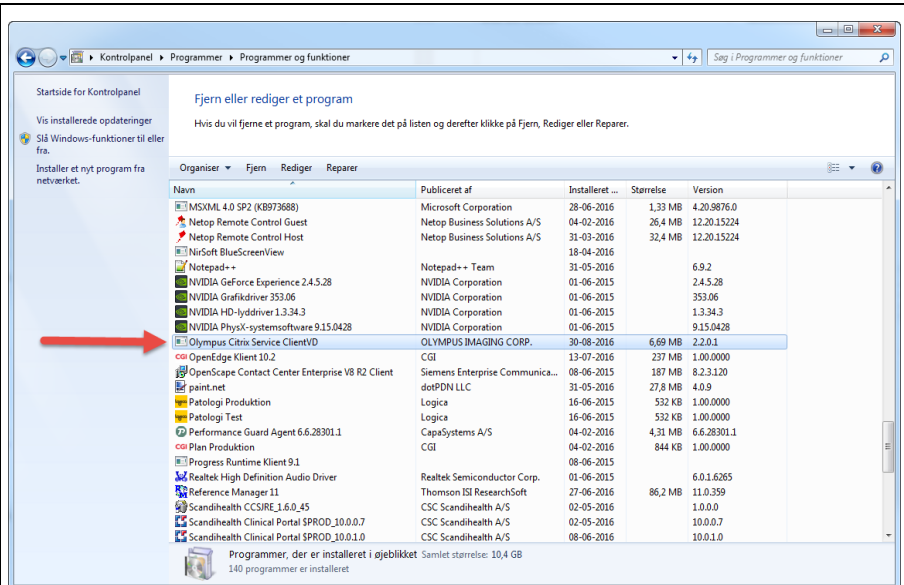 Kontrolpanel Programmer Programmer og funktioner Søg i Programmer og funktioner
Startside for Kontrolpanel
Vis installerede opdateringer
Slå Windows-funktioner til eller
fra.
Installer et nyt program fra
netværket.
Fjern eller rediger et program
Hvis du vil fjerne et program, skal du markere det på listen og derefter klikke på Fjern, Rediger eller Reparer.
Organiser Fjern Rediger Reparer
Navn Publiceret af Installeret ... Størrelse Version
MSXML 4.0 SP2 (KB973688) Microsoft Corporation 28-06-2016 1,33 MB 4.20.9876.0
Netop Remote Control Guest Netop Business Solutions A/S 04-02-2016 26,4 MB 12.20.15224
Netop Remote Control Host Netop Business Solutions A/S 31-03-2016 32,4 MB 12.20.15224
NirSoft BlueScreenView 18-04-2016
Notepad++ Notepad++ Team 31-05-2016 6.9.2
NVIDIA GeForce Experience 2.4.5.28 NVIDIA Corporation 01-06-2015 2.4.5.28
NVIDIA Grafikdriver 353.06 NVIDIA Corporation 01-06-2015 353.06
NVIDIA HD-lyddriver 1.3.34.3 NVIDIA Corporation 01-06-2015 1.3.34.3
NVIDIA PhysX-systemsoftware 9.15.0428 NVIDIA Corporation 01-06-2015 9.15.0428
Olympus Citrix Service ClientVD OLYMPUS IMAGING CORP. 30-08-2016 6,69 MB 2.2.0.1
CGI OpenEdge Klient 10.2 CGI 13-07-2016 237 MB 1.00.0000
OpenScape Contact Center Enterprise V8 R2 Client Siemens Enterprise Communica... 08-06-2015 187 MB 8.2.3.120
paint.net dotPDN LLC 31-05-2016 27,8 MB 4.0.9
Patologi Produktion Logica 16-06-2015 532 KB 1.00.0000
Patologi Test Logica 16-06-2015 532 KB 1.00.0000
Performance Guard Agent 6.6.28301.1 CapaSystems A/S 04-02-2016 4,31 MB 6.6.28301.1
CGI Plan Produktion CGI 04-02-2016 844 KB 1.00.0000
Progress Runtime Klient 9.1 08-06-2015
Realtek High Definition Audio Driver Realtek Semiconductor Corp. 01-06-2015 6.0.1.6265
Reference Manager 11 Thomson ISI ResearchSoft 27-06-2016 86,2 MB 11.0.359
Scandihealth CCSJRE_1.6.0_45 CSC Scandihealth A/S 02-05-2016 1.0.0.0
Scandihealth Clinical Portal $PROD_10.0.0.7 CSC Scandihealth A/S 02-05-2016 10.0.0.7
Scandihealth Clinical Portal $PROD_10.0.1.0 CSC Scandihealth A/S 08-06-2016 10.0.1.0
Programmer, der er installeret i øjeblikket Samlet størrelse: 10,4 GB
140 programmer er installeret